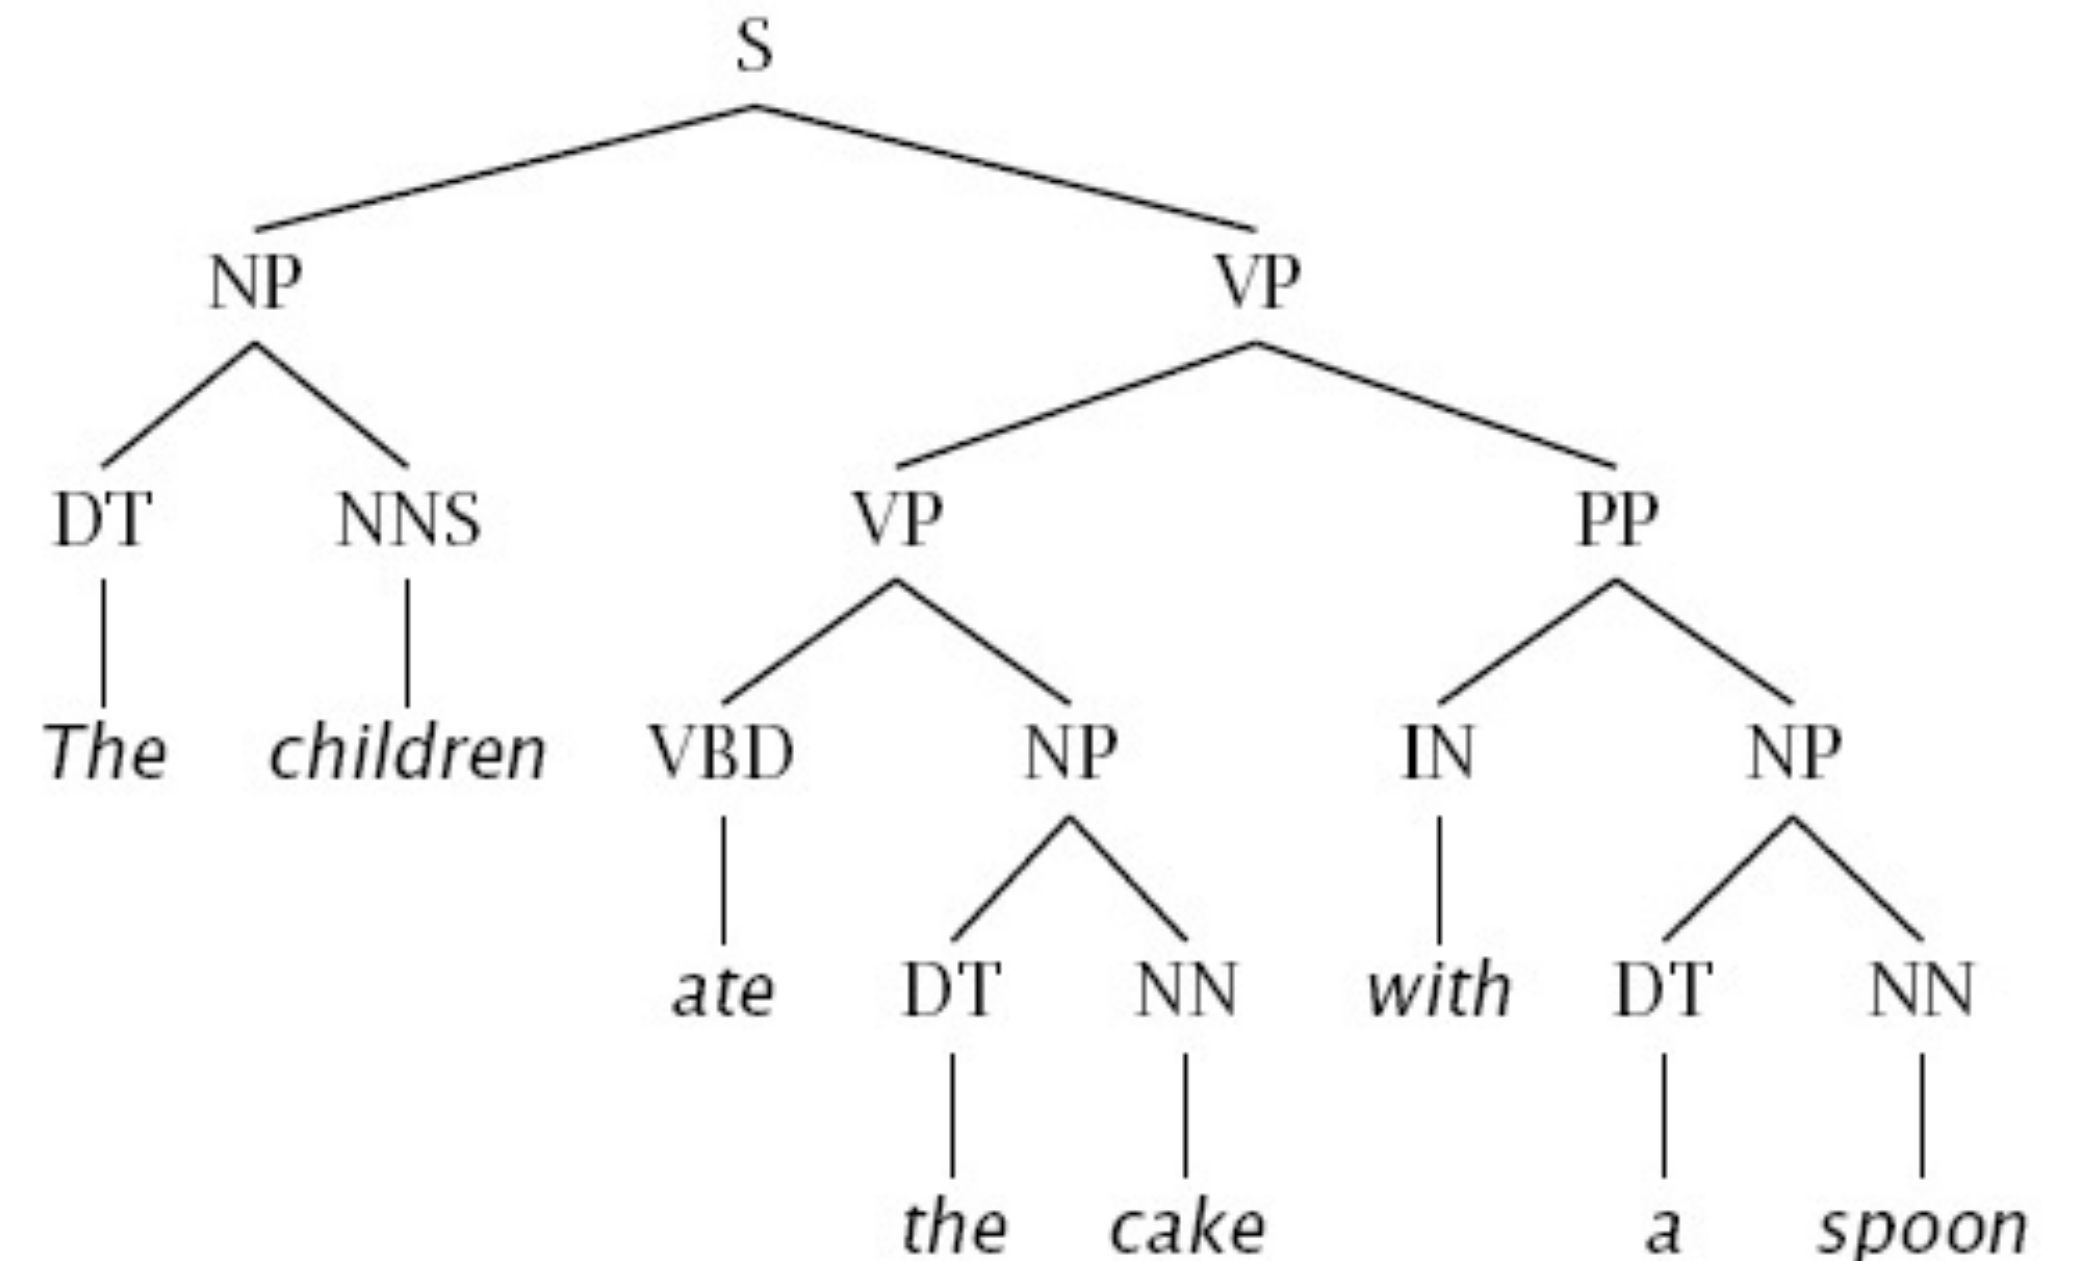 S
NP VP
DT NNS VP PP
The children VBD NP IN NP
ate DT NN with DT NN
the cake a spoon